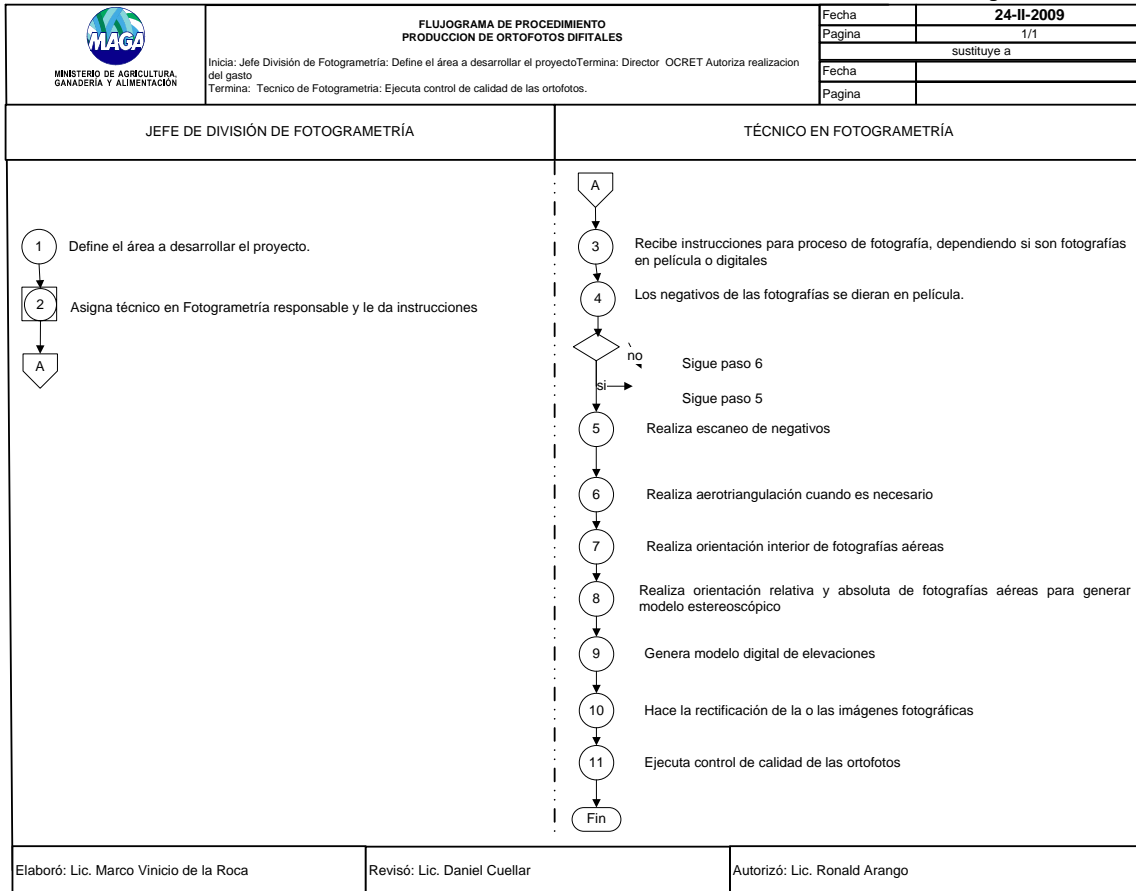 MAGA
MINISTERIO DE AGRICULTURA,
GANADERÍA Y ALIMENTACIÓN
FLUJOGRAMA DE PROCEDIMIENTO
PRODUCCION DE ORTOFOTOS DIFITALES
Inicia: Jefe División de Fotogrametría: Define el área a desarrollar el proyectoTermina: Director OCRET Autoriza realizacion
del gasto
Termina: Tecnico de Fotogrametria: Ejecuta control de calidad de las ortofotos.
Fecha 24-II-2009
Pagina 1/1
sustituye a
Fecha
Pagina
JEFE DE DIVISIÓN DE FOTOGRAMETRÍA
1 Define el área a desarrollar el proyecto.
2 Asigna técnico en Fotogrametría responsable y le da instrucciones
A
TÉCNICO EN FOTOGRAMETRÍA
A
3 Recibe instrucciones para proceso de fotografía, dependiendo si son fotografías
en película o digitales
4 Los negativos de las fotografías se dieran en película.
no Sigue paso 6
si Sigue paso 5
5 Realiza escaneo de negativos
6 Realiza aerotriangulación cuando es necesario
7 Realiza orientación interior de fotografías aéreas
8 Realiza orientación relativa y absoluta de fotografías aéreas para generar
modelo estereoscópico
9 Genera modelo digital de elevaciones
10 Hace la rectificación de la o las imágenes fotográficas
11 Ejecuta control de calidad de las ortofotos
Fin
Elaboró: Lic. Marco Vinicio de la Roca
Revisó: Lic. Daniel Cuellar
Autorizó: Lic. Ronald Arango